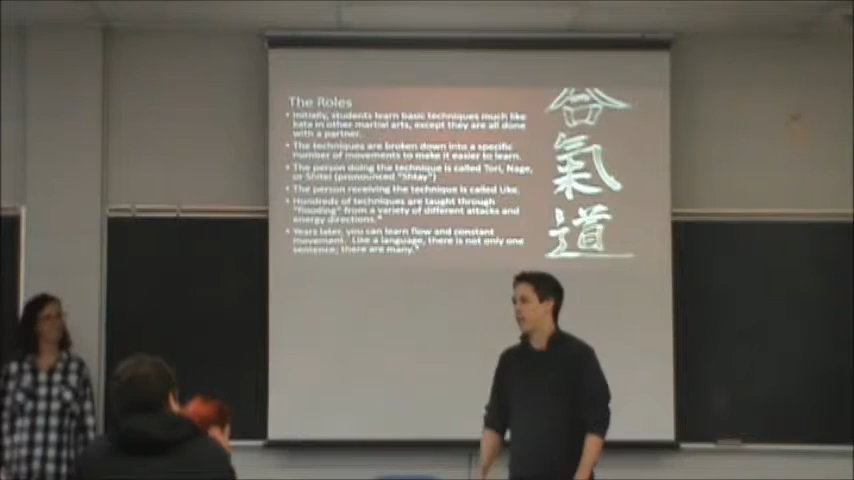 The Roles
• Initially, students learn basic techniques much like
kata in other martial arts, except they are all done
with a partner.
• The techniques are broken down into a specific
number of movements to make it easier to learn.
• The person doing the technique is called Tori, Nage,
or Shitei (pronounced "Shtay")
• The person receiving the technique is called Uke.
• Hundreds of techniques are taught through
"flooding" from a variety of different attacks and
energy directions."
• Years later, you can learn flow and constant
movement. Like a language, there is not only one
sentence; there are many."
合
氣
道